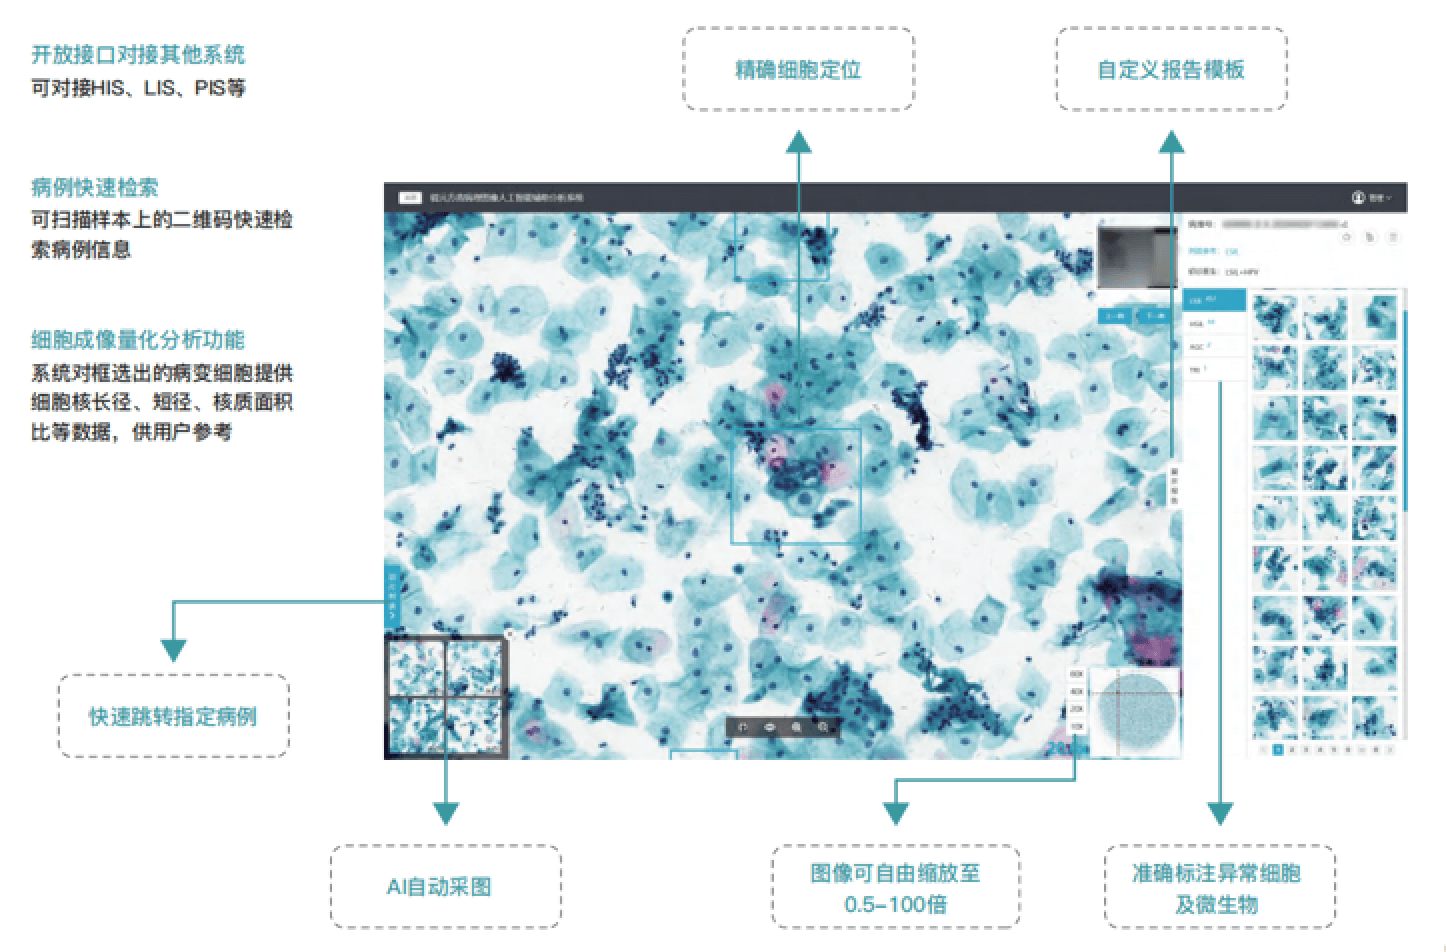 开放接口对接其他系统
可对接HIS、LIS、PIS等
病例快速检索
可扫描样本上的二维码快速检
索病例信息
细胞成像量化分析功能
系统对框选出的病变细胞提供
细胞核长径、短径、核质面积
比等数据，供用户参考
精确细胞定位
自定义报告模板
快速跳转指定病例
AI自动采图
图像可自由缩放至
0.5–100倍
准确标注异常细胞
及微生物
40X
20X